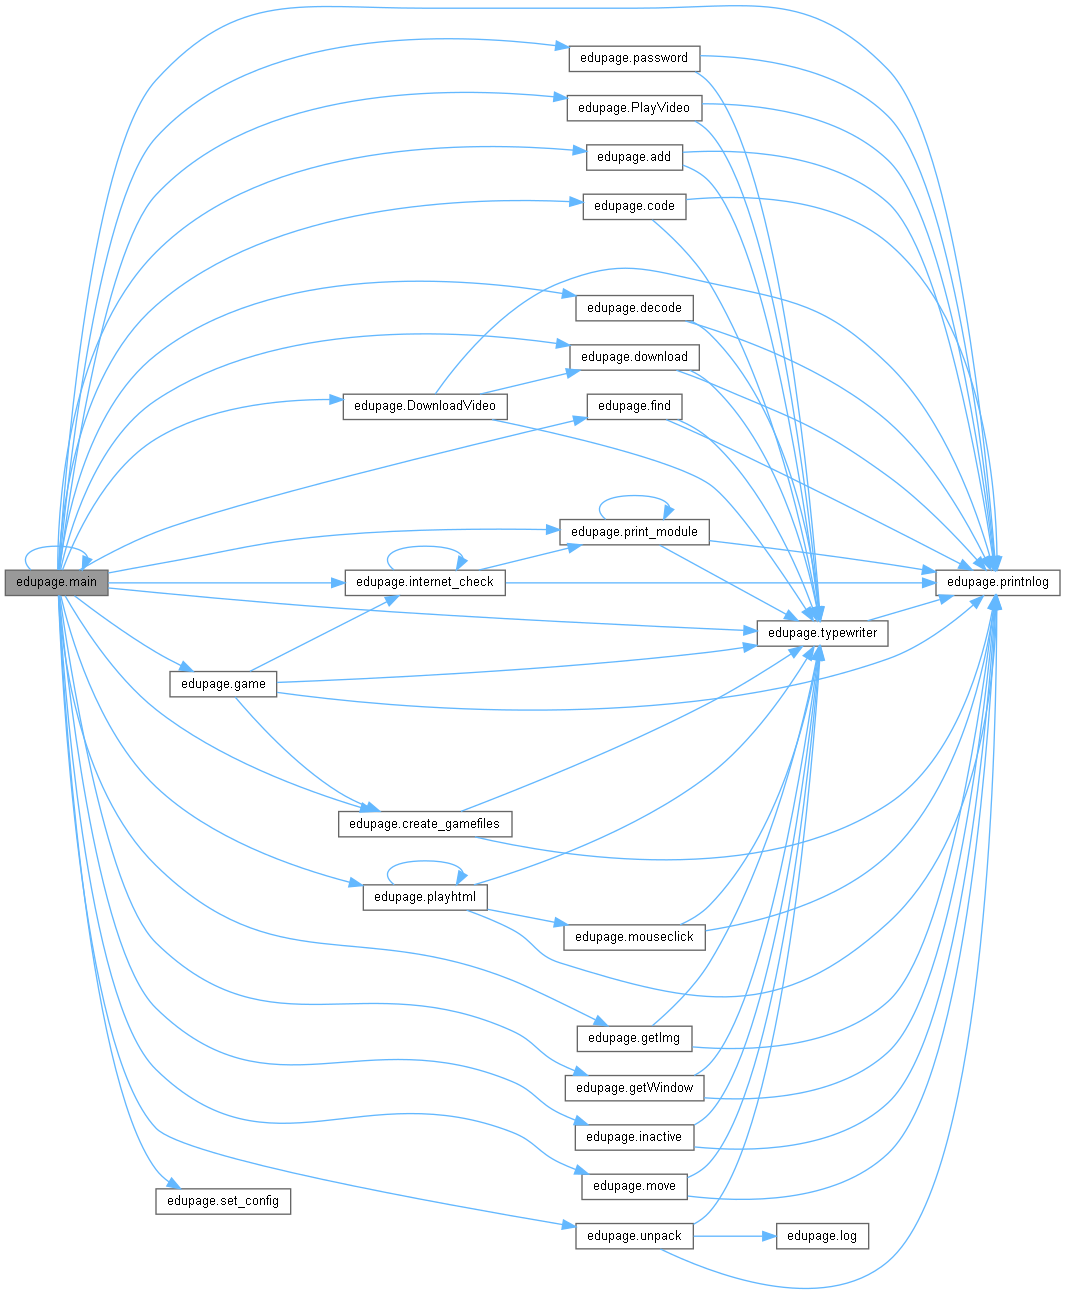 edupage.password
edupage.PlayVideo
edupage.add
edupage.code
edupage.decode
edupage.download
edupage.DownloadVideo
edupage.find
edupage.print_module
edupage.main
edupage.internet_check
edupage.printnlog
edupage.typewriter
edupage.game
edupage.create_gamefiles
edupage.playhtml
edupage.mouseclick
edupage.getImg
edupage.getWindow
edupage.inactive
edupage.move
edupage.set_config
edupage.unpack
edupage.log